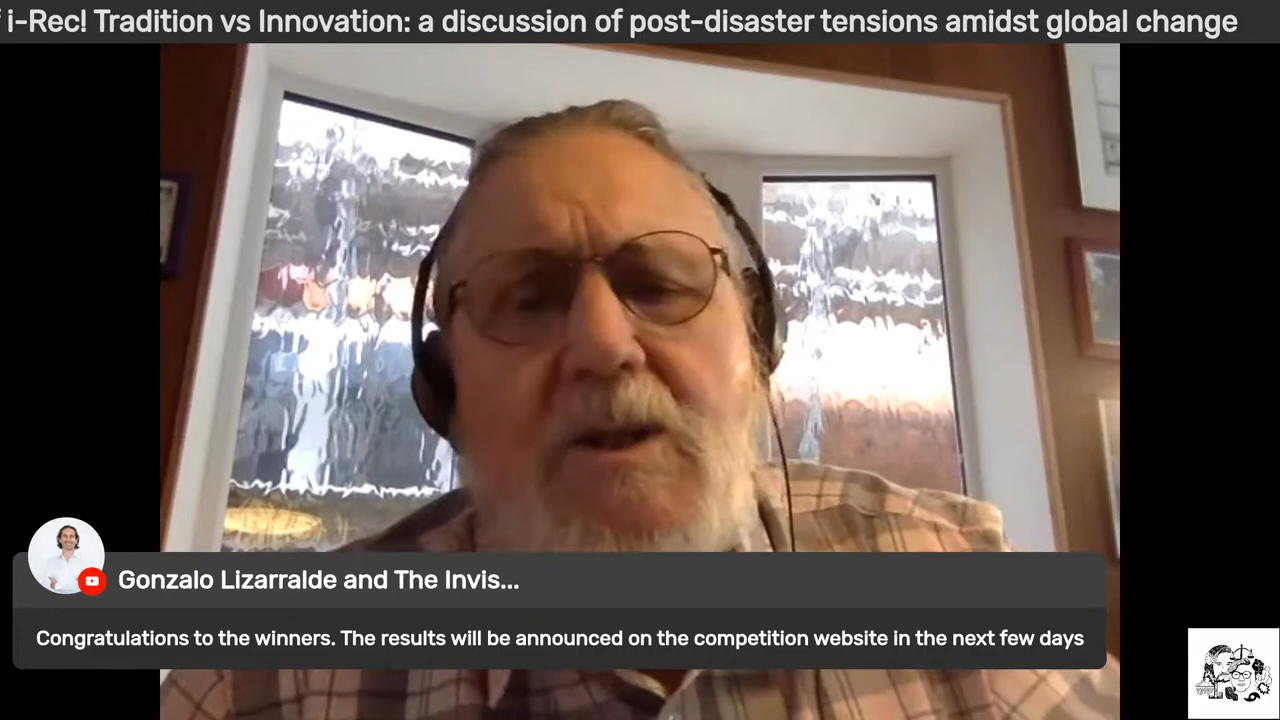 i-Rec! Tradition vs Innovation: a discussion of post-disaster tensions amidst global change
Gonzalo Lizarralde and The Invis...
Congratulations to the winners. The results will be announced on the competition website in the next few days